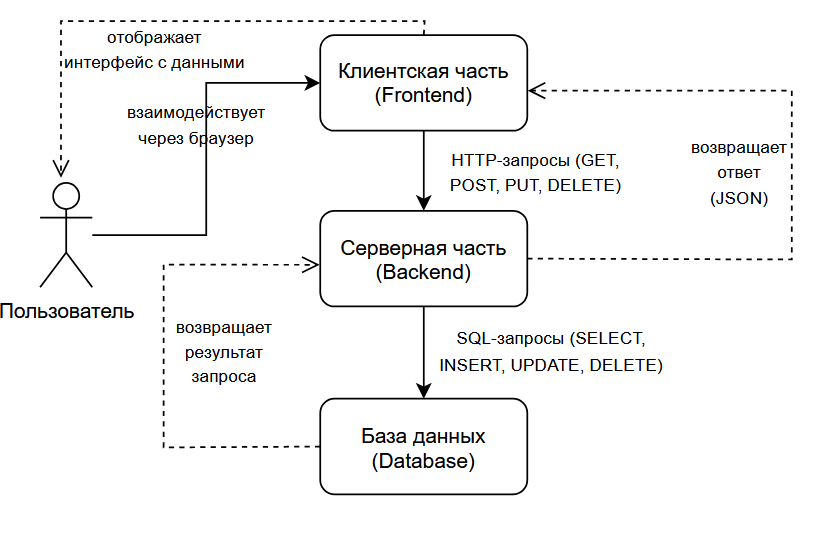 отображает
интерфейс с данными
Клиентская часть
(Frontend)
взаимодействует
через браузер
HTTP-запросы (GET,
POST, PUT, DELETE)
возвращает
ответ
(JSON)
Серверная часть
(Backend)
Пользователь
возвращает
результат
запроса
SQL-запросы (SELECT,
INSERT, UPDATE, DELETE)
База данных
(Database)